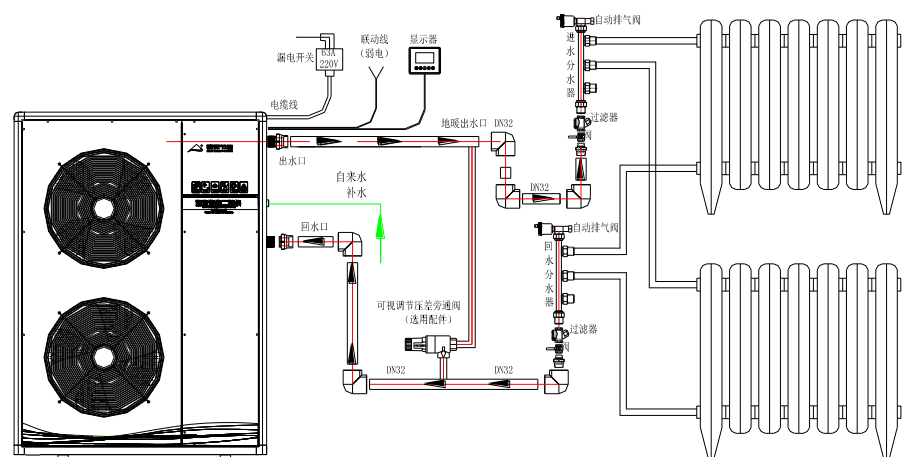 自动排气阀
进水分水器
过滤器
阀
漏电开关
63A
220V
联动线
（弱电）
显示器
电缆线
地暖出水口
DN32
出水口
自来水
补水
DN32
回水口
自动排气阀
回水分水器
过滤器
阀
可视调节压差旁通阀
（选用配件）
DN32
DN32